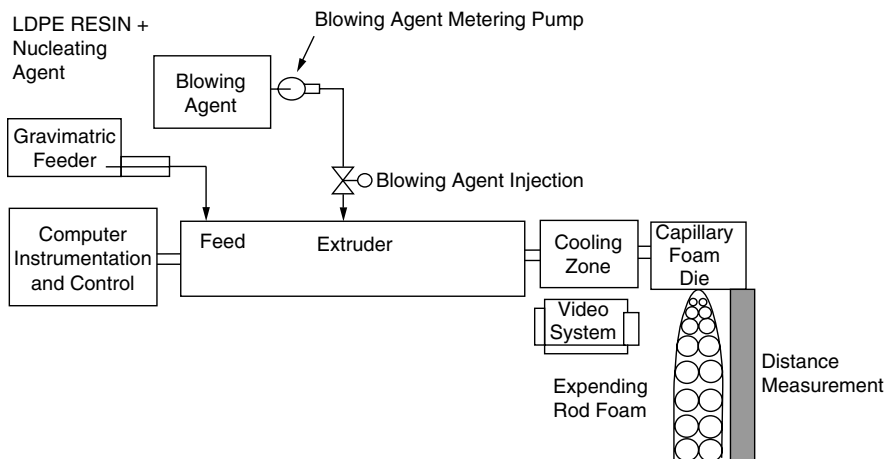 LDPE RESIN +
Nucleating
Agent
Blowing Agent Metering Pump
Blowing
Agent
Gravimatric
Feeder
Blowing Agent Injection
Computer
Instrumentation
and Control
Feed
Extruder
Cooling
Zone
Capillary
Foam
Die
Video
System
Expending
Rod Foam
Distance
Measurement